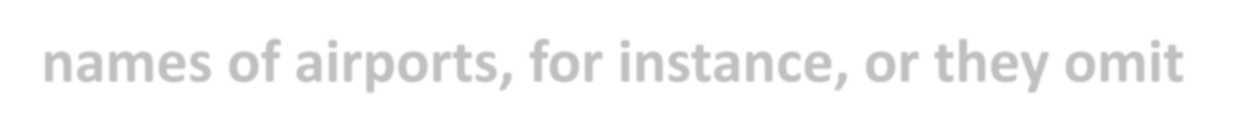 names of airports, for instance, or they omit